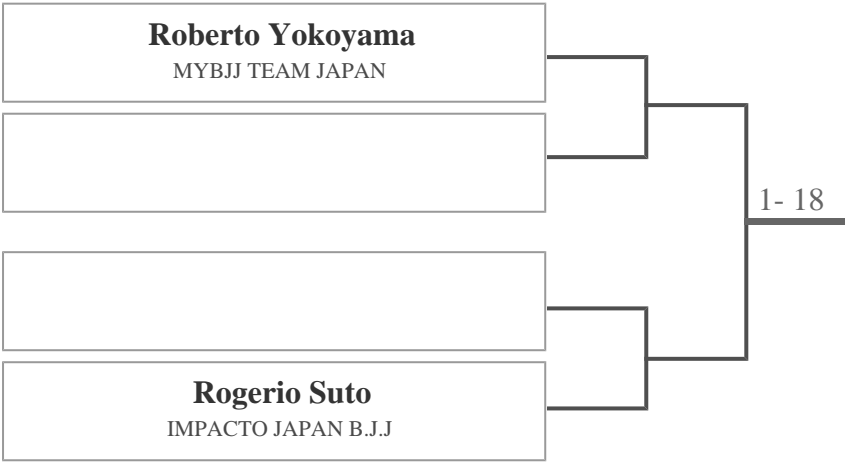 Roberto Yokoyama
MYBJJ TEAM JAPAN
1- 18
Rogerio Suto
IMPACTO JAPAN B.J.J